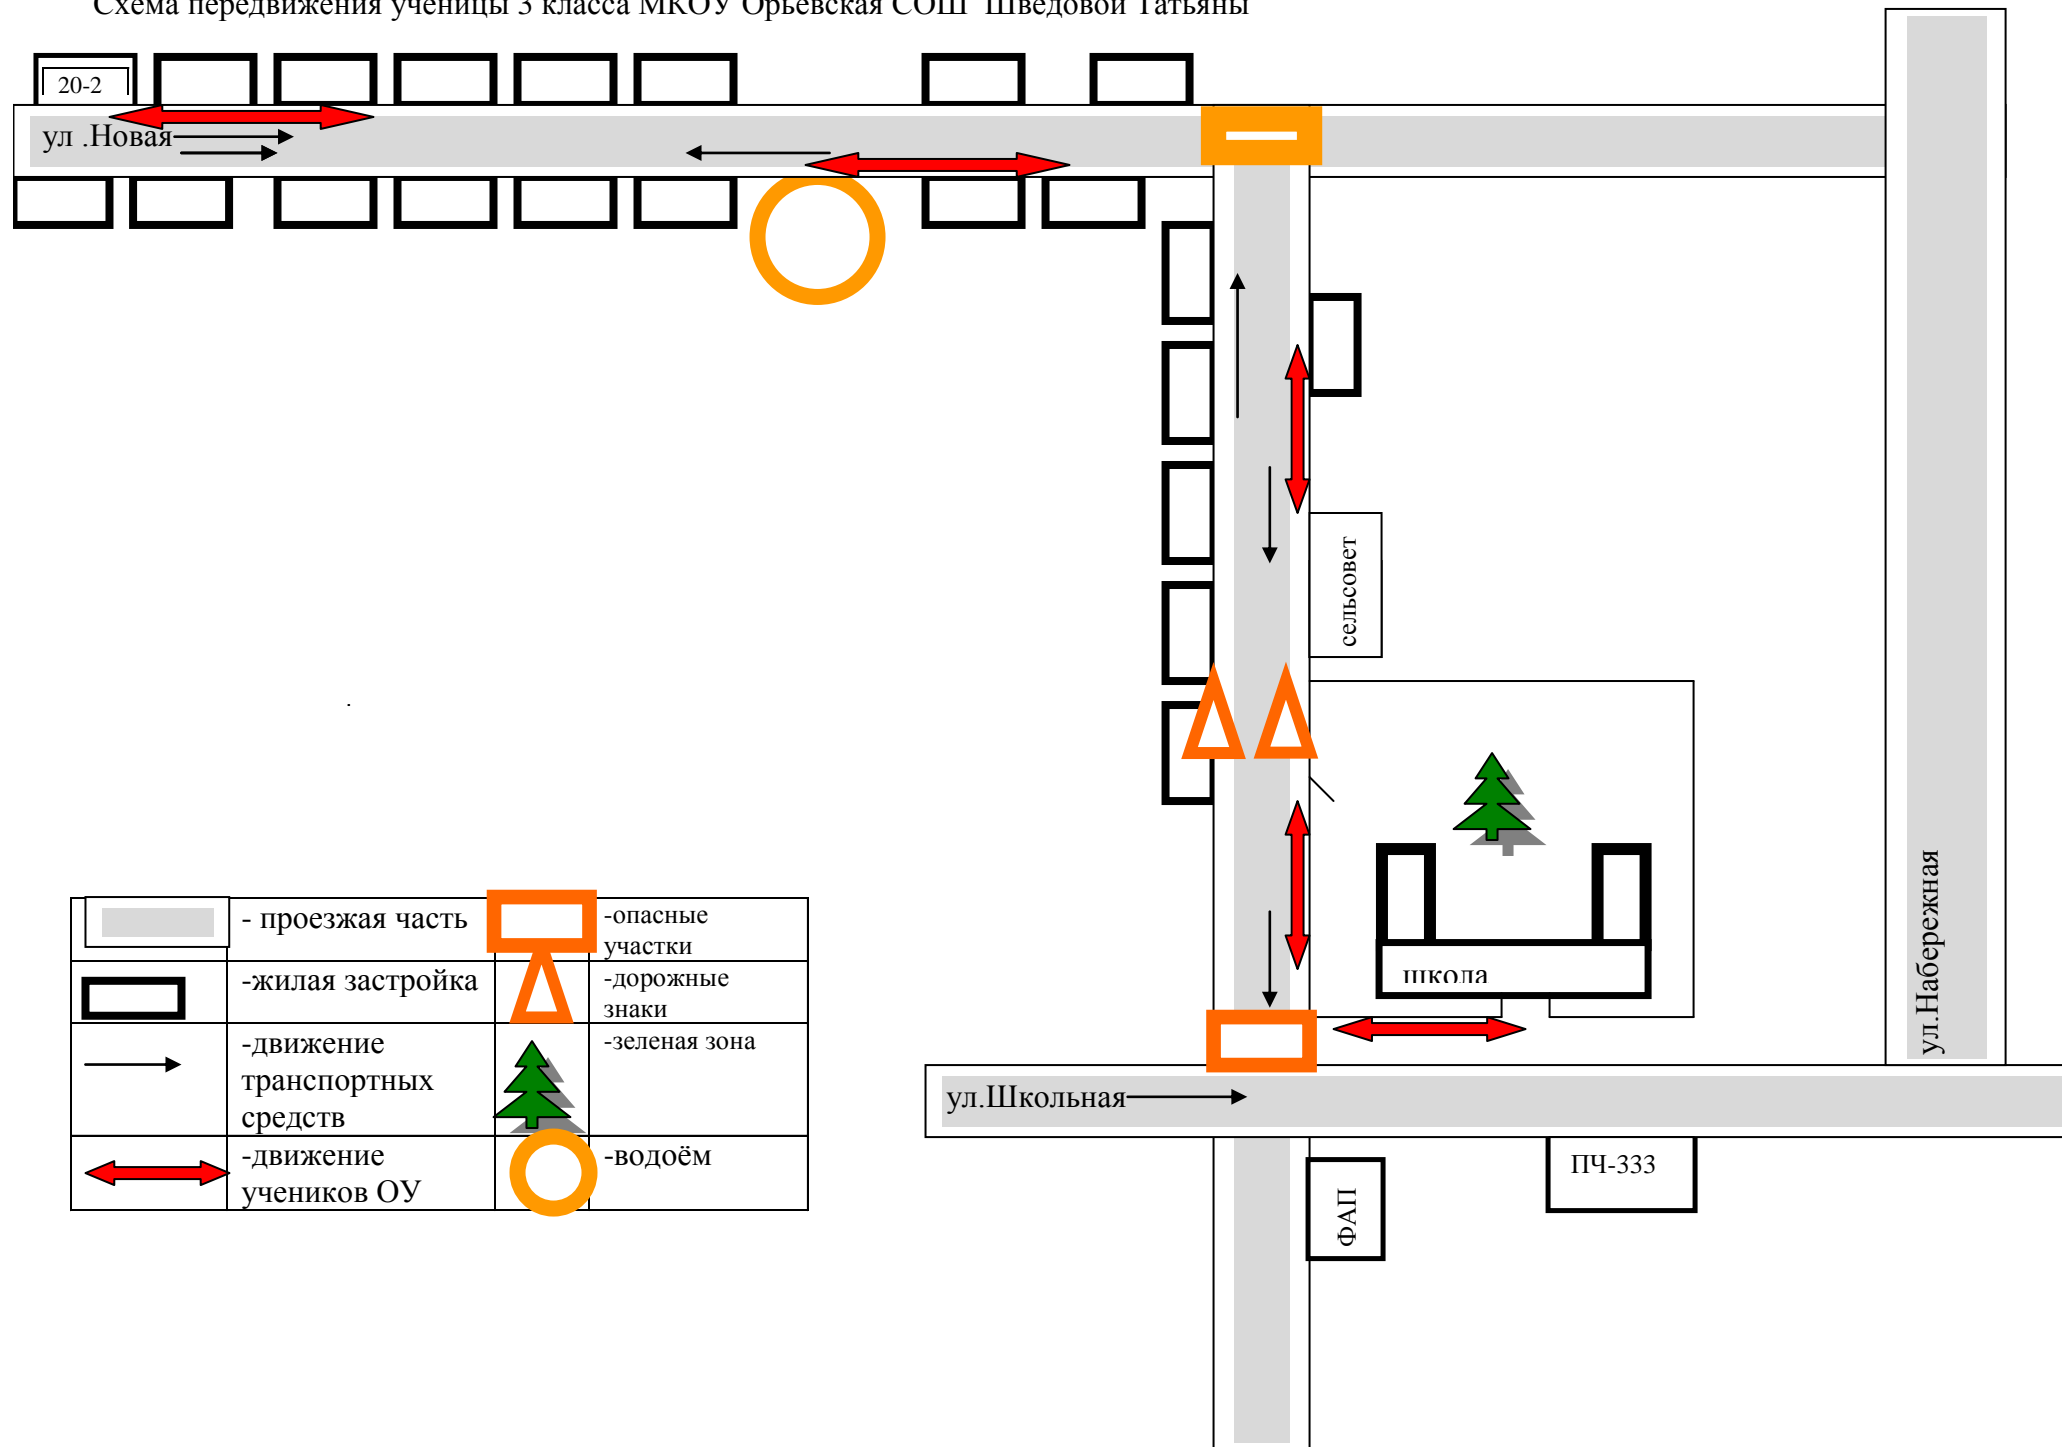 Схема передвижения ученицы 3 класса МКОУ Орьевская СОШ Шведовой Татьяны
20-2
ул .Новая
сельсовет
школа
ул.Набережная
ул.Школьная
ПЧ-333
ФАП
- проезжая часть
-опасные
участки
-жилая застройка
-дорожные
знаки
-движение
транспортных
средств
-зеленая зона
-движение
учеников ОУ
-водоём